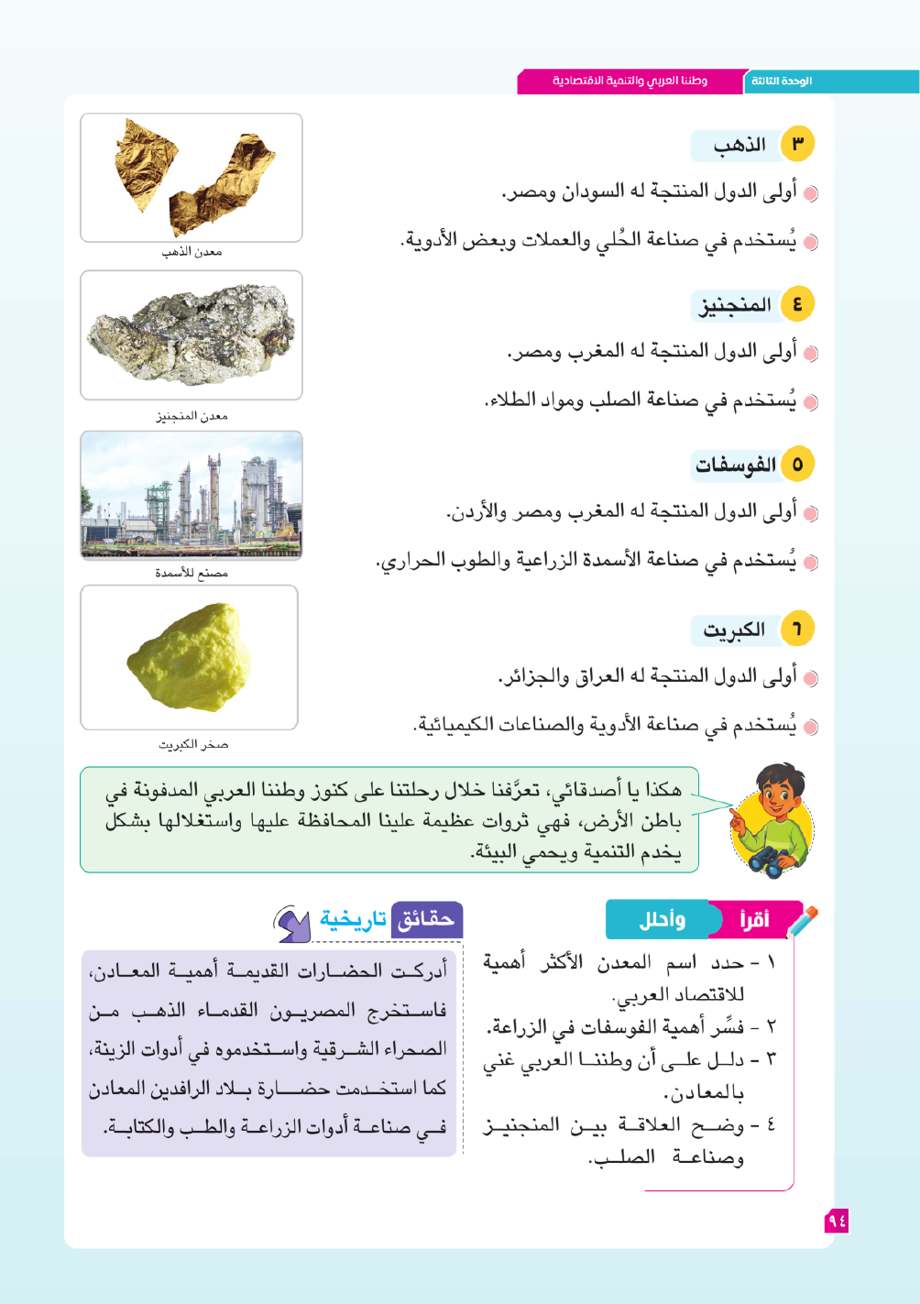 الوحدة الثالثة
وطننا العربي والتنمية الاقتصادية
٣ الذهب
أولى الدول المنتجة له السودان ومصر.
يُستخدم في صناعة الحُلي والعملات وبعض الأدوية.
معدن الذهب
٤ المنجنيز
أولى الدول المنتجة له المغرب ومصر.
يُستخدم في صناعة الصلب ومواد الطلاء.
معدن المنجنيز
٥ الفوسفات
أولى الدول المنتجة له المغرب ومصر والأردن.
يُستخدم في صناعة الأسمدة الزراعية والطوب الحراري.
مصنع للأسمدة
٦ الكبريت
أولى الدول المنتجة له العراق والجزائر.
يُستخدم في صناعة الأدوية والصناعات الكيميائية.
صخر الكبريت
هكذا يا أصدقائي، تعرَّفنا خلال رحلتنا على كنوز وطننا العربي المدفونة في
باطن الأرض، فهي ثروات عظيمة علينا المحافظة عليها واستغلالها بشكل
يخدم التنمية ويحمي البيئة.
أقرأ وأحلل
١ - حدد اسم المعدن الأكثر أهمية
للاقتصاد العربي.
٢ - فسِّر أهمية الفوسفات في الزراعة.
٣ - دلل على أن وطننا العربي غني
بالمعادن.
٤ - وضح العلاقة بين المنجنيز
وصناعة الصلب.
حقائق تاريخية
أدركت الحضارات القديمة أهمية المعادن،
فاستخرج المصريون القدماء الذهب من
الصحراء الشرقية واستخدموه في أدوات الزينة،
كما استخدمت حضارة بلاد الرافدين المعادن
في صناعة أدوات الزراعة والطب والكتابة.
٩٤